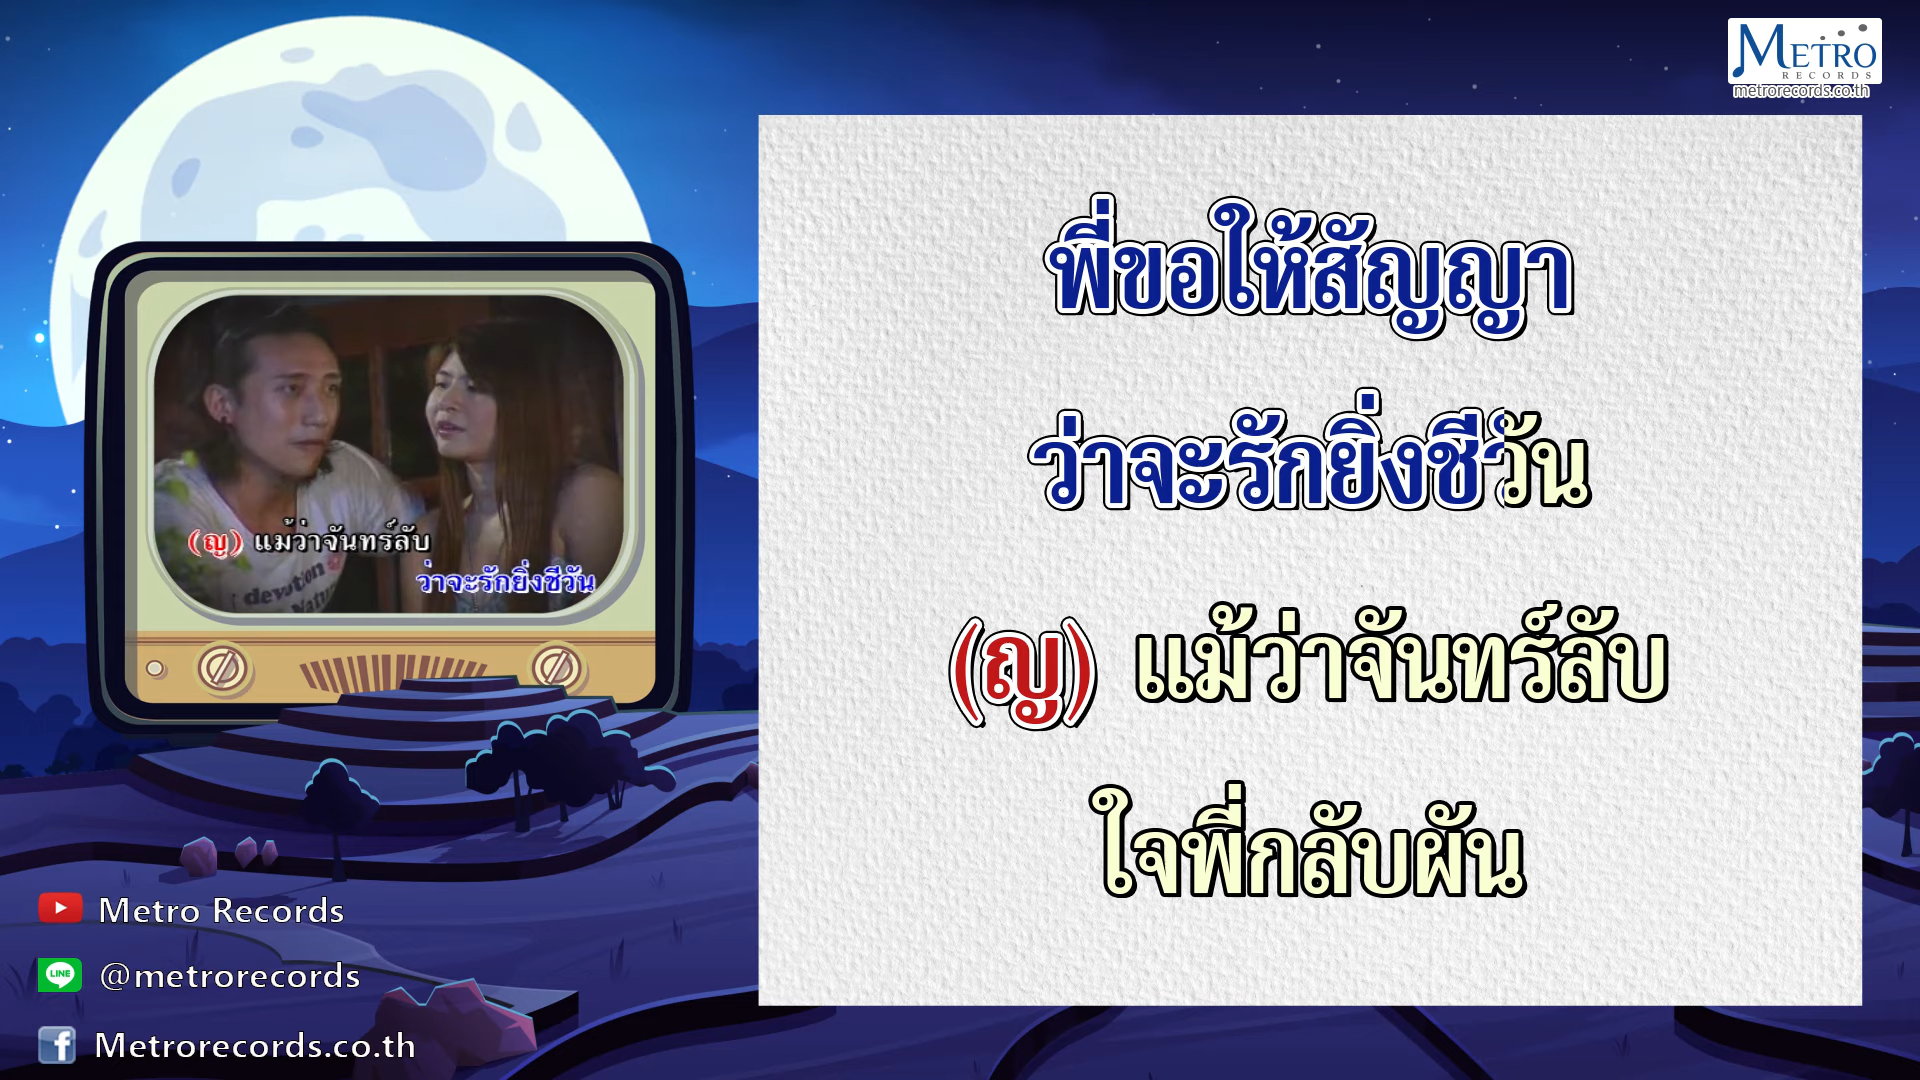 METRO
RECORDS
metrorecords.co.th
พี่ขอให้สัญญา
ว่าจะรักยิ่งชีวัน
(ญ) แม้ว่าจันทร์ลับ
ใจพี่กลับผัน
(ญ) แม้ว่าจันทร์ลับ
ว่าจะรักยิ่งชีวัน
devotion
Natur
Metro Records
LINE
@metrorecords
f
Metrorecords.co.th